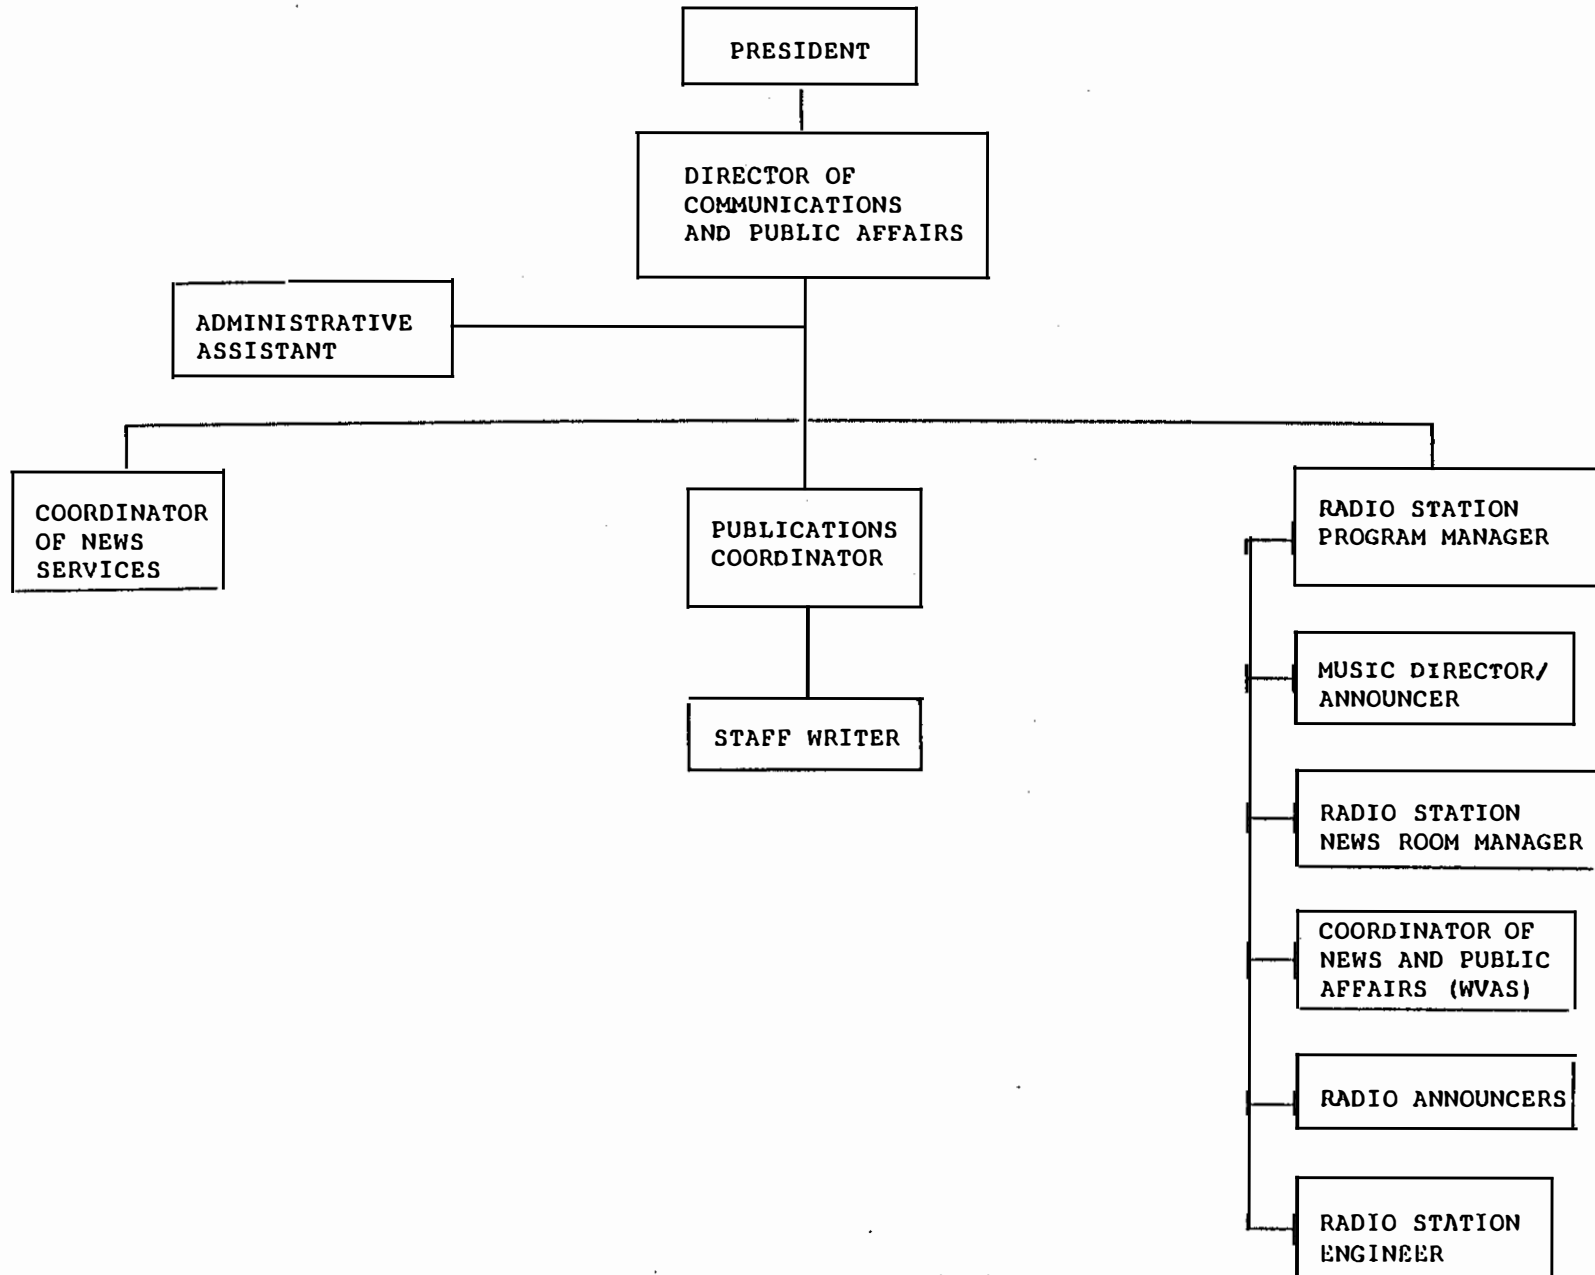 PRESIDENT
DIRECTOR OF
COMMUNICATIONS
AND PUBLIC AFFAIRS
ADMINISTRATIVE
ASSISTANT
COORDINATOR
OF NEWS
SERVICES
PUBLICATIONS
COORDINATOR
STAFF WRITER
RADIO STATION
PROGRAM MANAGER
MUSIC DIRECTOR/
ANNOUNCER
RADIO STATION
NEWS ROOM MANAGER
COORDINATOR OF
NEWS AND PUBLIC
AFFAIRS (WVAS)
RADIO ANNOUNCERS
RADIO STATION
ENGINEER